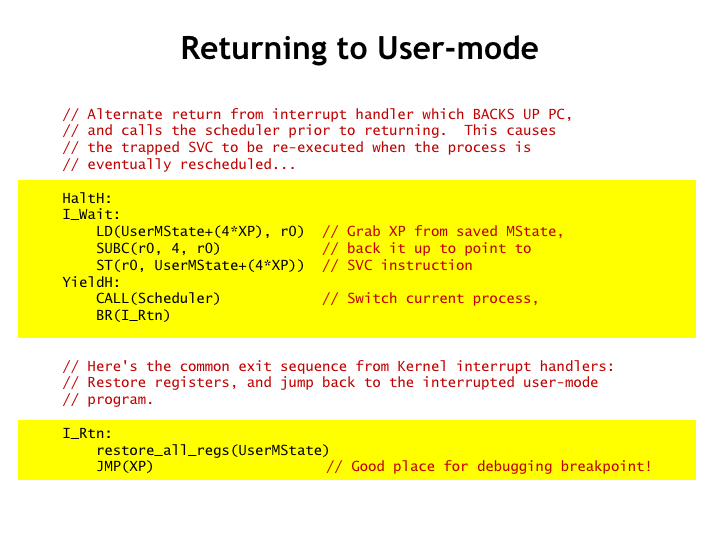 Returning to User-mode
// Alternate return from interrupt handler which BACKS UP PC,
// and calls the scheduler prior to returning.  This causes
// the trapped SVC to be re-executed when the process is
// eventually rescheduled...
HaltH:
I_Wait:
    LD(UserMState+(4*XP), r0)  // Grab XP from saved MState,
    SUBC(r0, 4, r0)            // back it up to point to
    ST(r0, UserMState+(4*XP))  // SVC instruction
YieldH:
    CALL(Scheduler)            // Switch current process,
    BR(I_Rtn)
// Here's the common exit sequence from Kernel interrupt handlers:
// Restore registers, and jump back to the interrupted user-mode
// program.
I_Rtn:
    restore_all_regs(UserMState)
    JMP(XP)                    // Good place for debugging breakpoint!